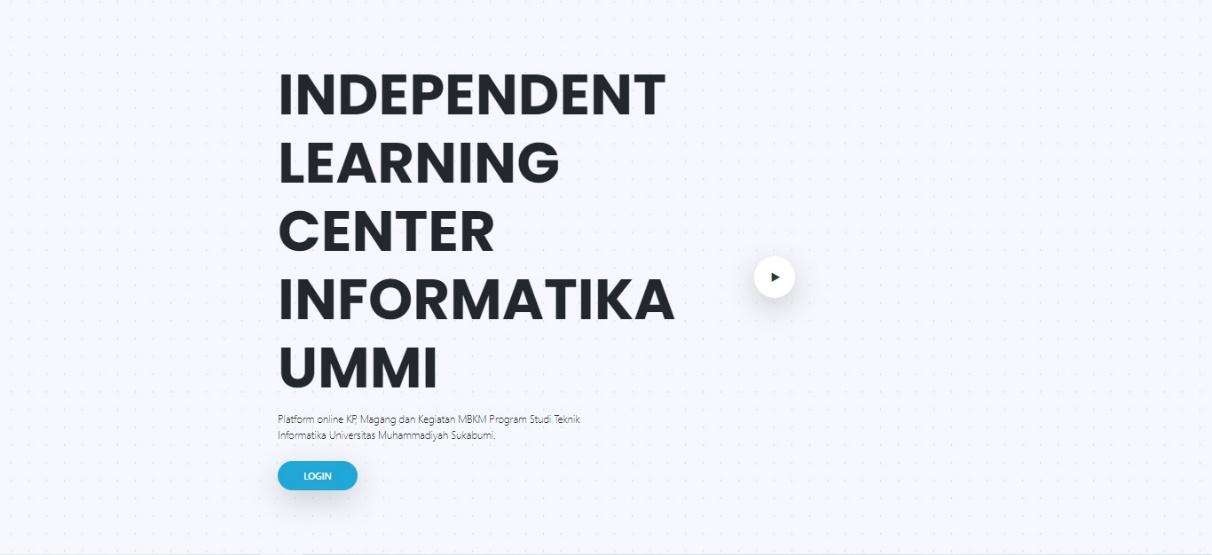 INDEPENDENT
LEARNING
CENTER
INFORMATIKA
UMMI
Platform online KP, Magang dan Kegiatan MBKM Program Studi Teknik
Informatika Universitas Muhammadiyah Sukabumi.
LOGIN